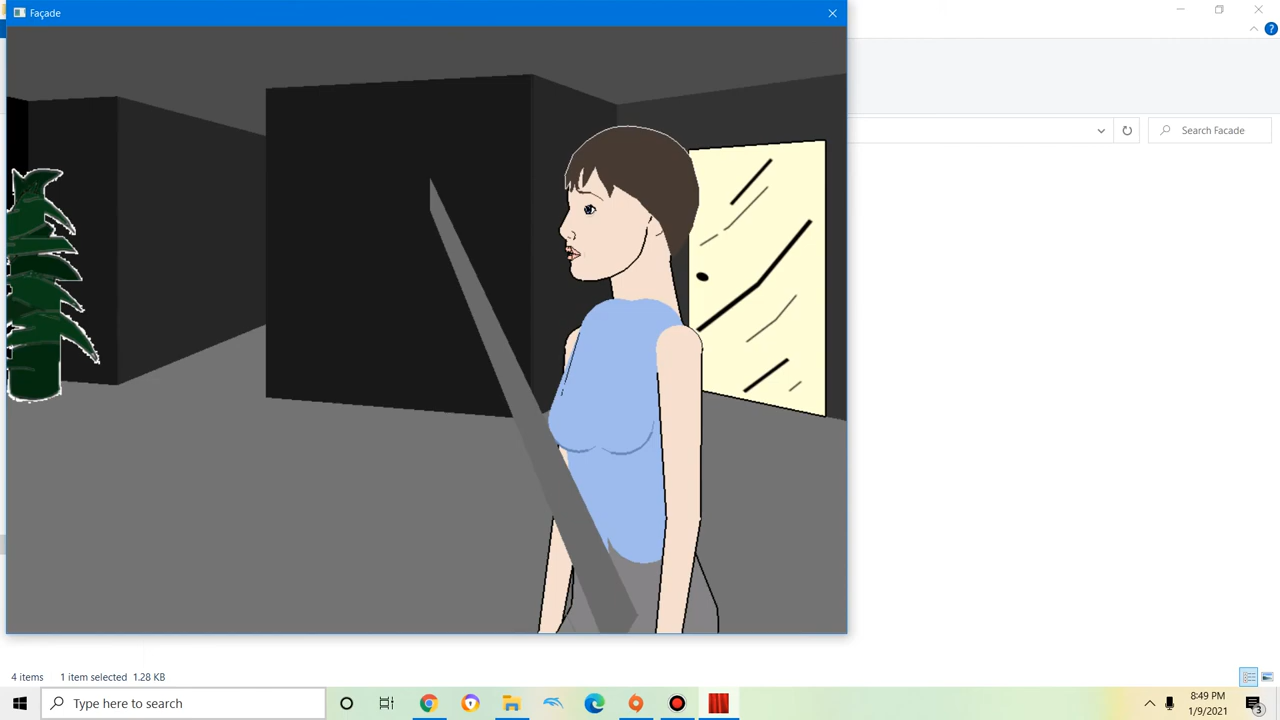 Façade
?
Search Facade
4 items 1 item selected 1.28 KB
Type here to search
8:49 PM
1/9/2021
3